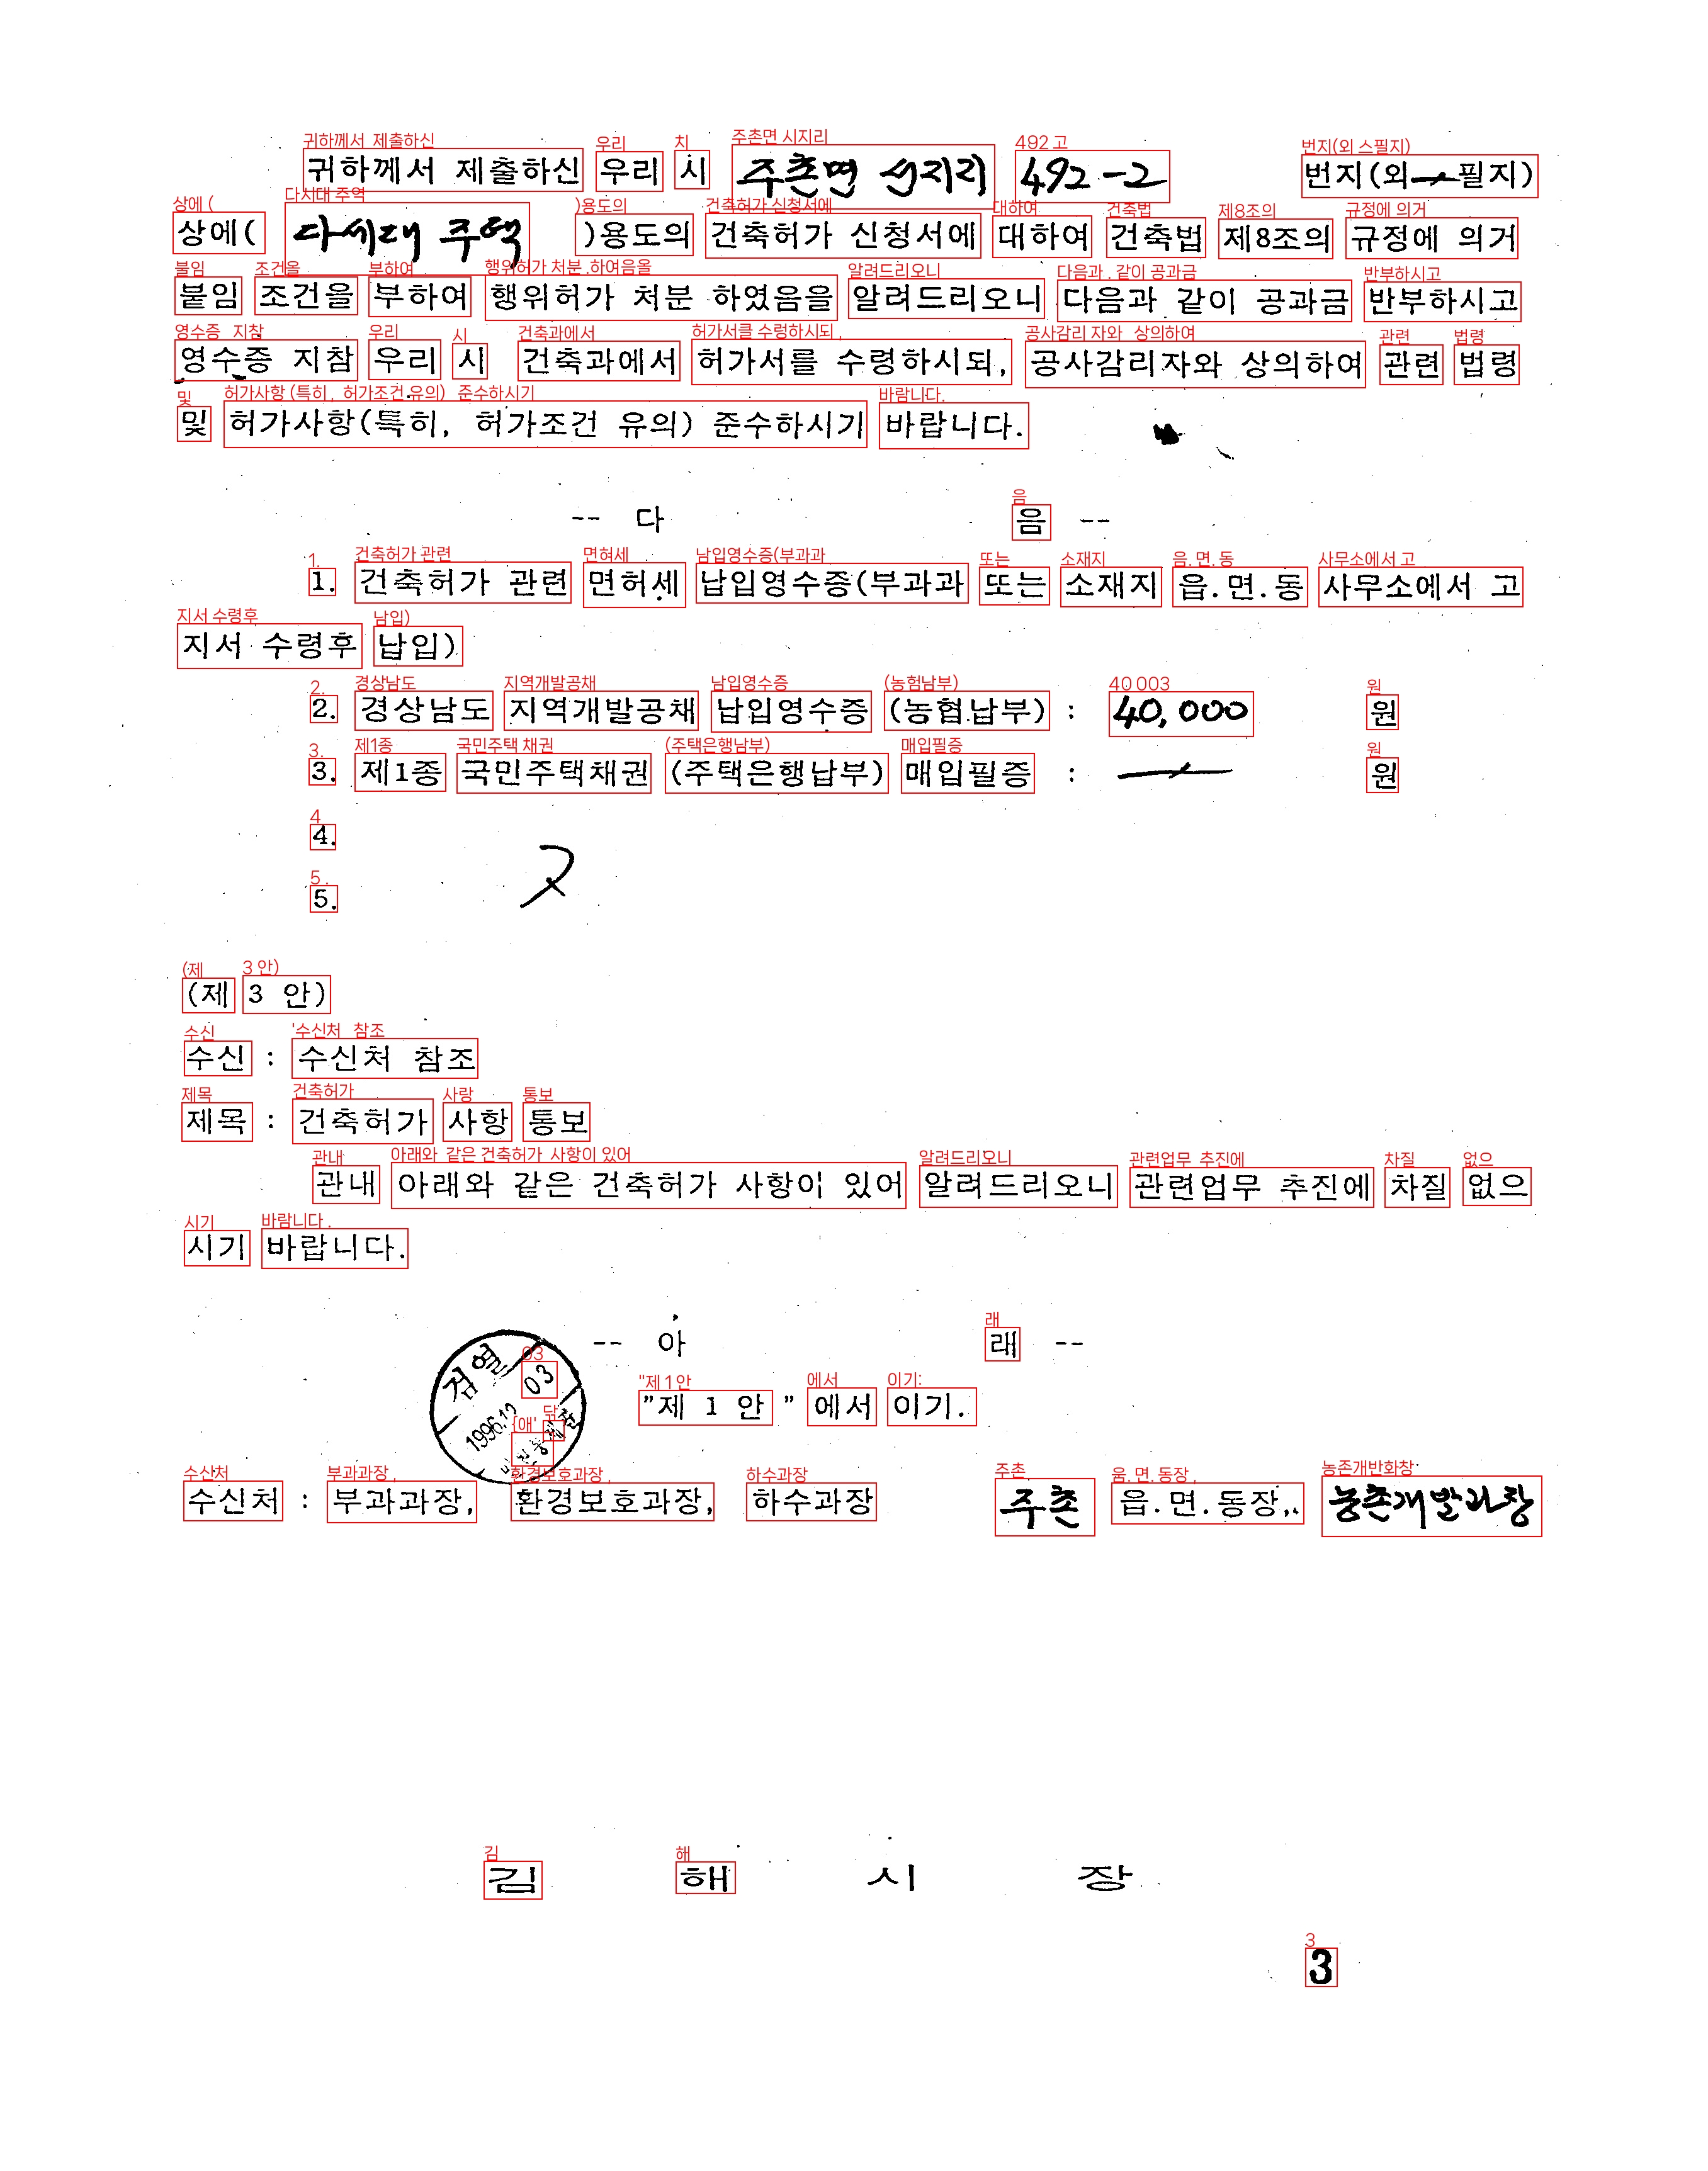 귀하께서 제출하신 우리 시 주촌면 선지리 492-2 번지(외 필지)
상에( 다세대 주택 )용도의 건축허가 신청서에 대하여 건축법 제8조의 규정에 의거
붙임 조건을 부하여 행위허가 처분 하였음을 알려드리오니 다음과 같이 공과금 반부하시고
영수증 지참 우리 시 건축과에서 허가서를 수령하시되, 공사감리자와 상의하여 관련 법령
및 허가사항(특히, 허가조건 유의) 준수하시기 바랍니다.
-- 다 음 --
1. 건축허가 관련 면허세 납입영수증(부과과 또는 소재지 읍.면.동 사무소에서 고
지서 수령후 납입)
2. 경상남도 지역개발공채 납입영수증 (농협납부) : 40,000 원
3. 제1종 국민주택채권 (주택은행납부) 매입필증 : ― 원
4.
5.
(제 3 안)
수신 : 수신처 참조
제목 : 건축허가 사항 통보
관내 아래와 같은 건축허가 사항이 있어 알려드리오니 관련업무 추진에 차질 없으
시기 바랍니다.
-- 아 래 --
검열 03
1996.12
"제 1 안 " 에서 이기.
수신처 : 부과과장, 환경보호과장, 하수과장 주촌 읍.면.동장, 농촌개발과장
김 해 시 장
3